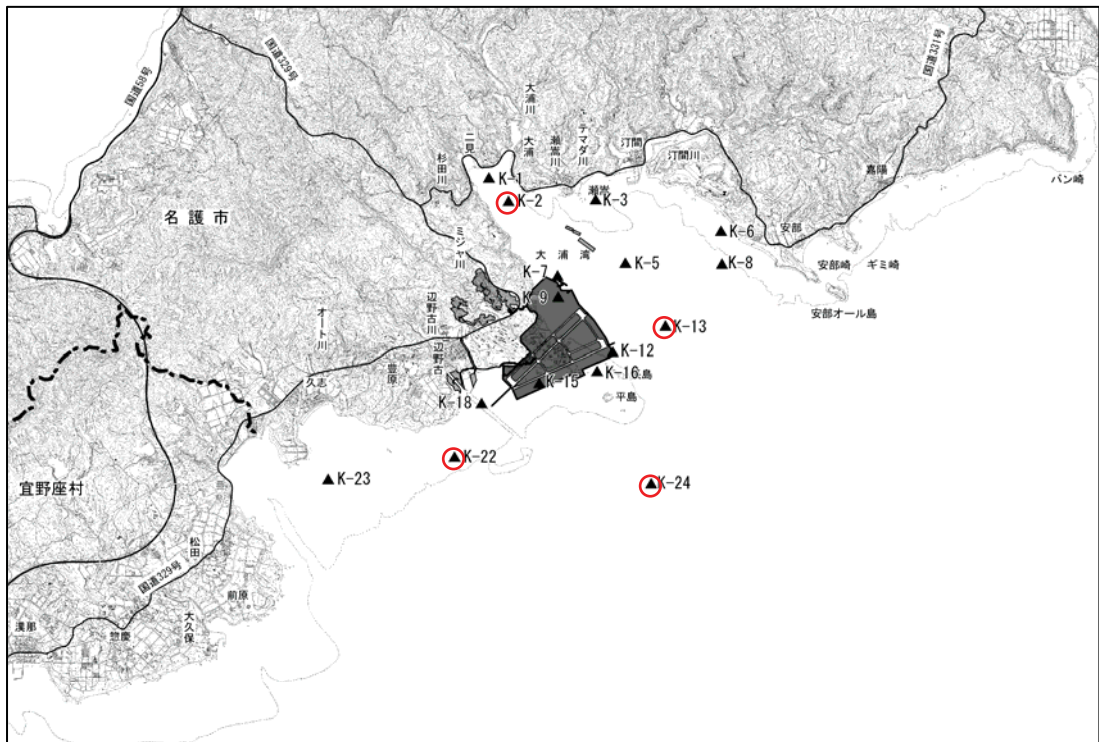 国道58号
国道329号
国道331号
大浦川
二見
大浦
瀬嵩川
テマダ川
汀間
汀間川
嘉陽
バン崎
杉田川
K-1
K-2
瀬嵩
K-3
名護市
ミジャ川
K-6
安部
大浦湾
K-5
K-8
安部崎
ギミ崎
K-7
K-9
安部オール島
辺野古川
オート川
K-13
辺野古
K-12
豊原
K-16
島
久志
K-15
平島
K-18
K-22
K-23
K-24
宜野座村
松田
国道329号
前原
漢那
惣慶
大久保